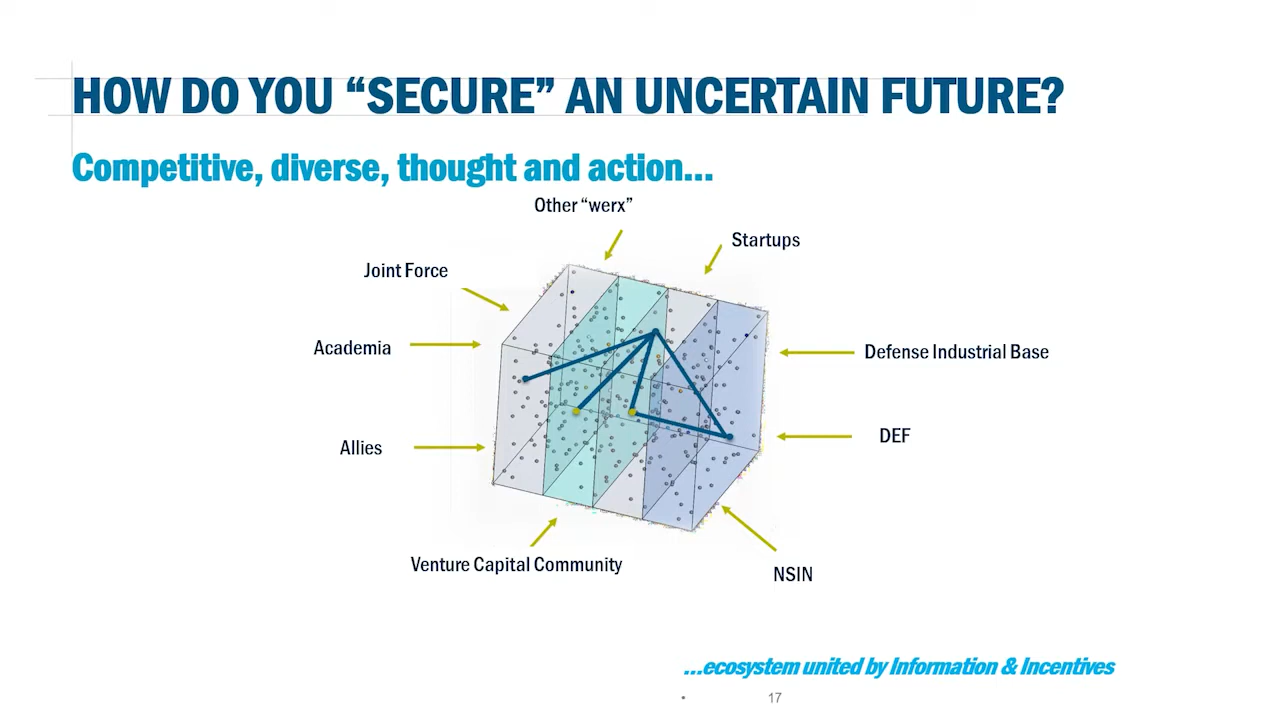 HOW DO YOU “SECURE” AN UNCERTAIN FUTURE?
Competitive, diverse, thought and action...
Other “werx”
Startups
Joint Force
Academia
Defense Industrial Base
DEF
Allies
Venture Capital Community
NSIN
...ecosystem united by Information & Incentives
• 17